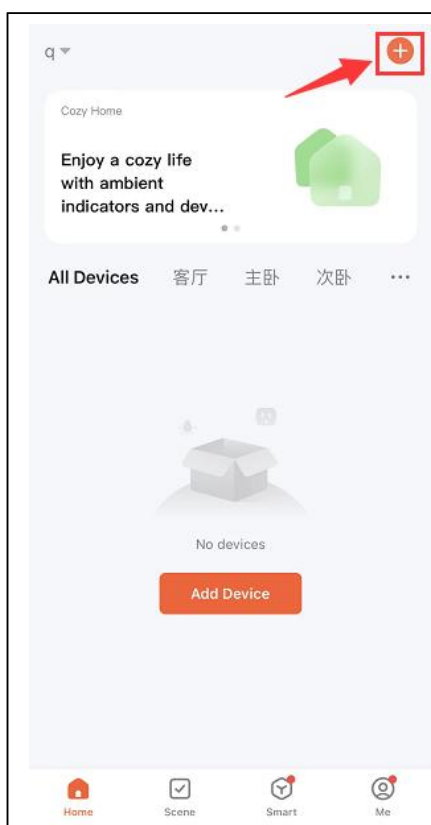 q
Cozy Home
Enjoy a cozy life
with ambient
indicators and dev...
All Devices 客厅 主卧 次卧 ...
No devices
Add Device
Home Scene Smart Me